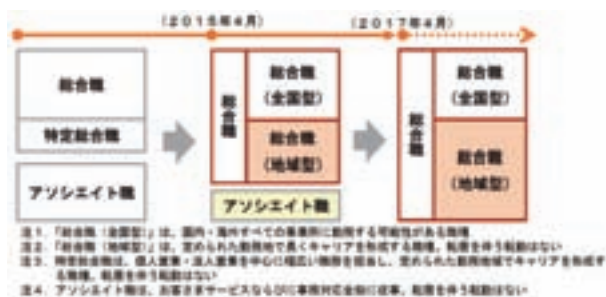 （2015年4月）
（2017年4月）
総合職
特定総合職
アソシエイト職
総合職
総合職
（全国型）
総合職
（地域型）
アソシエイト職
総合職
総合職
（全国型）
総合職
（地域型）
注1．「総合職（全国型）」は、国内・海外すべての事業所に勤務する可能性がある職種
注2．「総合職（地域型）」は、定められた勤務地で長くキャリアを形成する職種。転居を伴う転勤はない
注3．特定総合職は、個人営業・法人営業を中心に幅広い職務を担当し、定められた勤務地域でキャリアを形成す
る職種。転居を伴う転勤はない
注4．アソシエイト職は、お客さまサービスならびに事務対応全般に従事。転居を伴う転勤はない